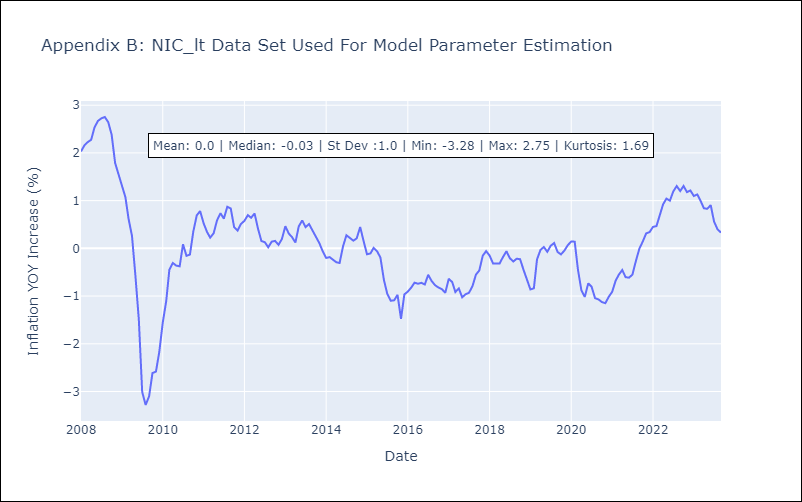 Appendix B: NIC_lt Data Set Used For Model Parameter Estimation
Mean: 0.0 | Median: -0.03 | St Dev :1.0 | Min: -3.28 | Max: 2.75 | Kurtosis: 1.69
Inflation YOY Increase (%)
3
2
1
0
−1
−2
−3
2008 2010 2012 2014 2016 2018 2020 2022
Date